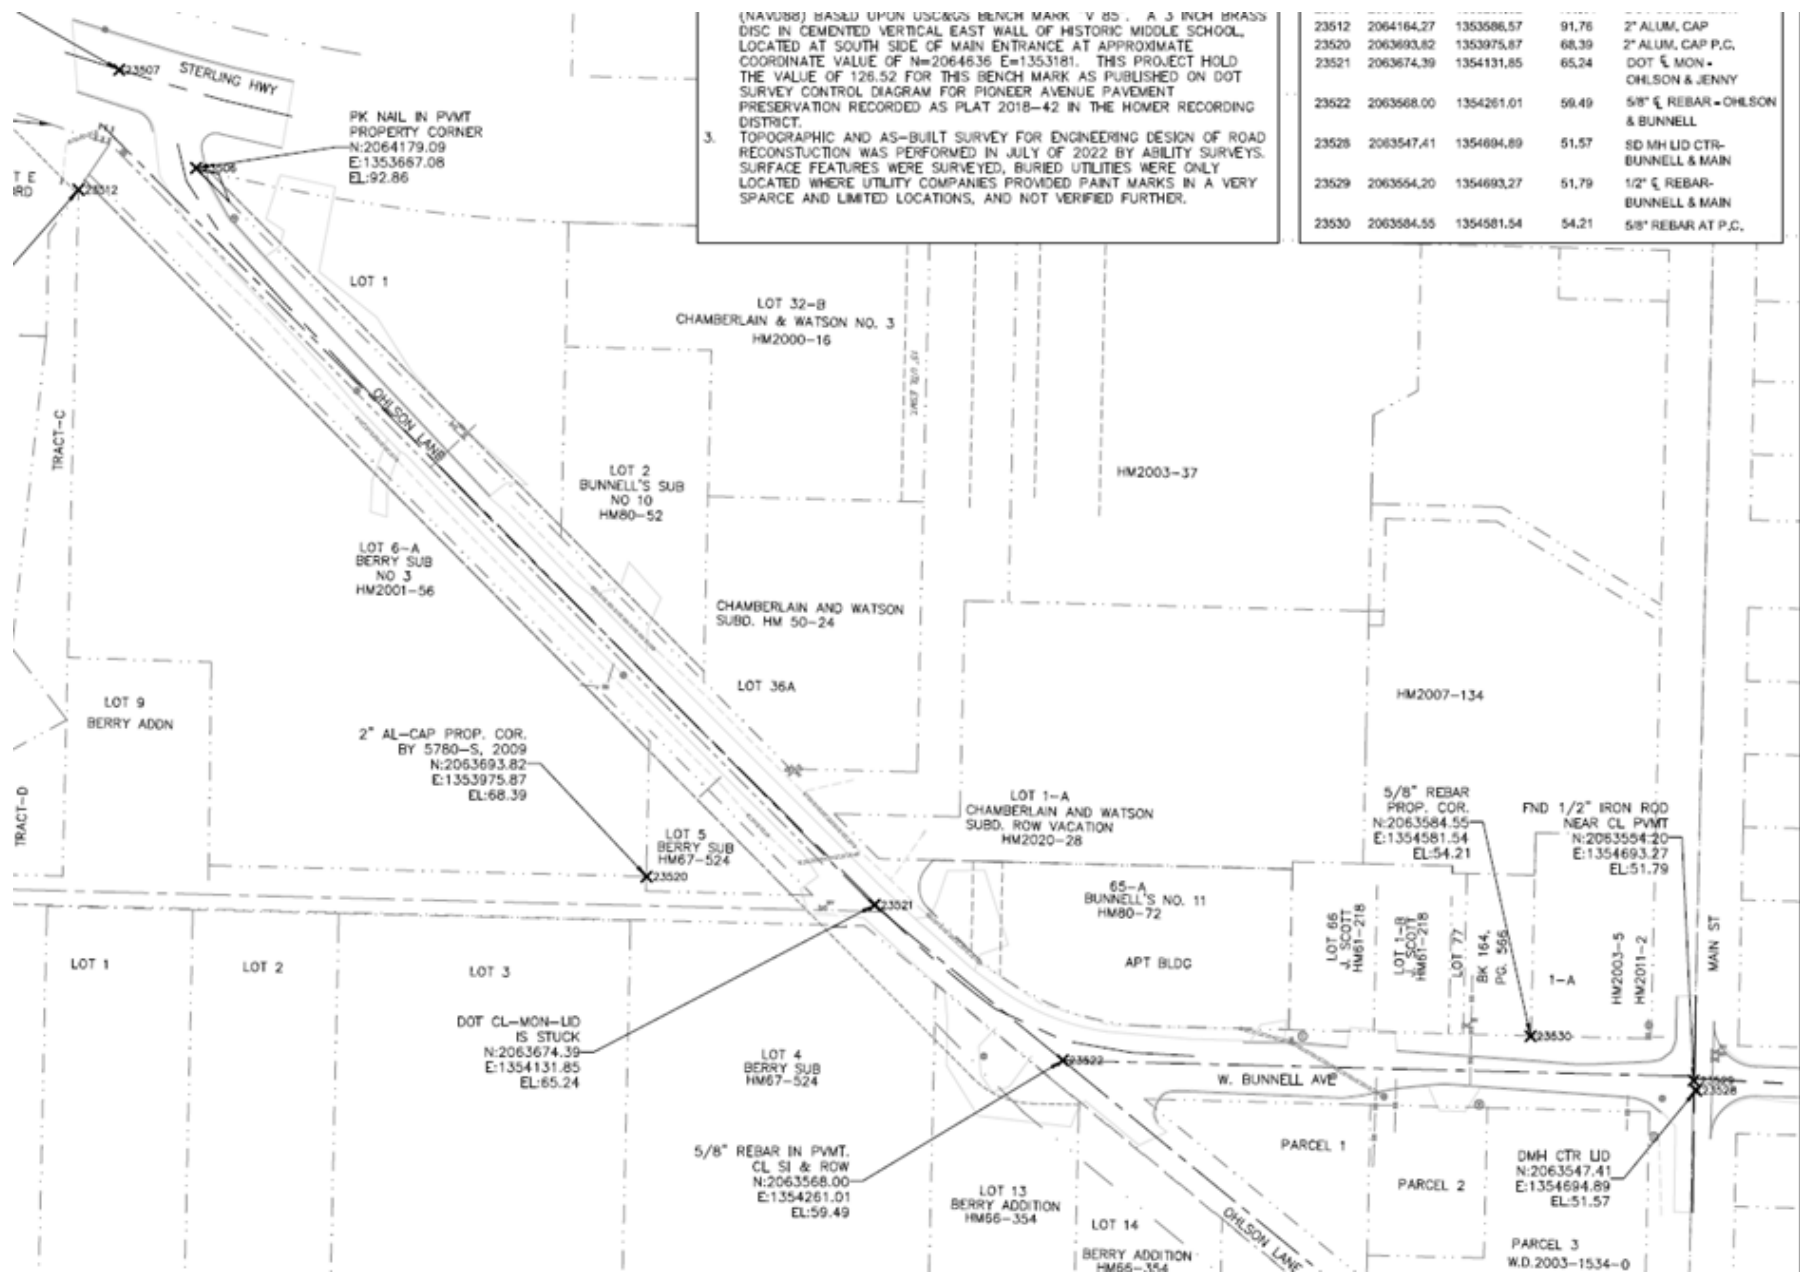 (NAVD88) BASED UPON USC&GS BENCH MARK "V 85". A 3 INCH BRASS
DISC IN CEMENTED VERTICAL EAST WALL OF HISTORIC MIDDLE SCHOOL,
LOCATED AT SOUTH SIDE OF MAIN ENTRANCE AT APPROXIMATE
COORDINATE VALUE OF N=2064636 E=1353181. THIS PROJECT HOLD
THE VALUE OF 126.52 FOR THIS BENCH MARK AS PUBLISHED ON DOT
SURVEY CONTROL DIAGRAM FOR PIONEER AVENUE PAVEMENT
PRESERVATION RECORDED AS PLAT 2018-42 IN THE HOMER RECORDING
DISTRICT.
3. TOPOGRAPHIC AND AS-BUILT SURVEY FOR ENGINEERING DESIGN OF ROAD
RECONSTUCTION WAS PERFORMED IN JULY OF 2022 BY ABILITY SURVEYS.
SURFACE FEATURES WERE SURVEYED, BURIED UTILITIES WERE ONLY
LOCATED WHERE UTILITY COMPANIES PROVIDED PAINT MARKS IN A VERY
SPARCE AND LIMITED LOCATIONS, AND NOT VERIFIED FURTHER.
23512 2064164.27 1353586.57 91.76 2" ALUM. CAP
23520 2063693.82 1353975.87 68.39 2" ALUM. CAP P.C.
23521 2063674.39 1354131.85 65.24 DOT ℄ MON -
OHLSON & JENNY
23522 2063568.00 1354261.01 59.49 5/8" ℄ REBAR - OHLSON
& BUNNELL
23528 2063547.41 1354694.89 51.57 SD MH LID CTR-
BUNNELL & MAIN
23529 2063554.20 1354693.27 51.79 1/2" ℄ REBAR-
BUNNELL & MAIN
23530 2063584.55 1354581.54 54.21 5/8" REBAR AT P.C.
23507
STERLING HWY
PK NAIL IN PVMT
PROPERTY CORNER
N:2064179.09
E:1353667.08
EL:92.86
23506
T E
RD
23512
LOT 1
LOT 32-B
CHAMBERLAIN & WATSON NO. 3
HM2000-16
15' UTIL ESMT
OHLSON LANE
TRACT-C
LOT 2
BUNNELL'S SUB
NO 10
HM80-52
HM2003-37
LOT 6-A
BERRY SUB
NO 3
HM2001-56
CHAMBERLAIN AND WATSON
SUBD. HM 50-24
LOT 36A
HM2007-134
LOT 9
BERRY ADDN
2" AL-CAP PROP. COR.
BY 5780-S, 2009
N:2063693.82
E:1353975.87
EL:68.39
TRACT-D
LOT 5
BERRY SUB
HM67-524
23520
LOT 1-A
CHAMBERLAIN AND WATSON
SUBD. ROW VACATION
HM2020-28
5/8" REBAR
PROP. COR.
N:2063584.55
E:1354581.54
EL:54.21
FND 1/2" IRON ROD
NEAR CL PVMT
N:2063554.20
E:1354693.27
EL:51.79
23521
65-A
BUNNELL'S NO. 11
HM80-72
APT BLDG
LOT 66
J. SCOTT
HM61-218
LOT 1-B
J. SCOTT
HM61-218
LOT 77
BK 164,
PG. 566
1-A
HM2003-5
HM2011-2
MAIN ST
LOT 1
LOT 2
LOT 3
DOT CL-MON-LID
IS STUCK
N:2063674.39
E:1354131.85
EL:65.24
LOT 4
BERRY SUB
HM67-524
23522
W. BUNNELL AVE
23530
23529
23528
5/8" REBAR IN PVMT.
CL SI & ROW
N:2063568.00
E:1354261.01
EL:59.49
PARCEL 1
PARCEL 2
DMH CTR LID
N:2063547.41
E:1354694.89
EL:51.57
LOT 13
BERRY ADDITION
HM66-354
LOT 14
BERRY ADDITION
HM66-354
OHLSON LANE
PARCEL 3
W.D.2003-1534-0